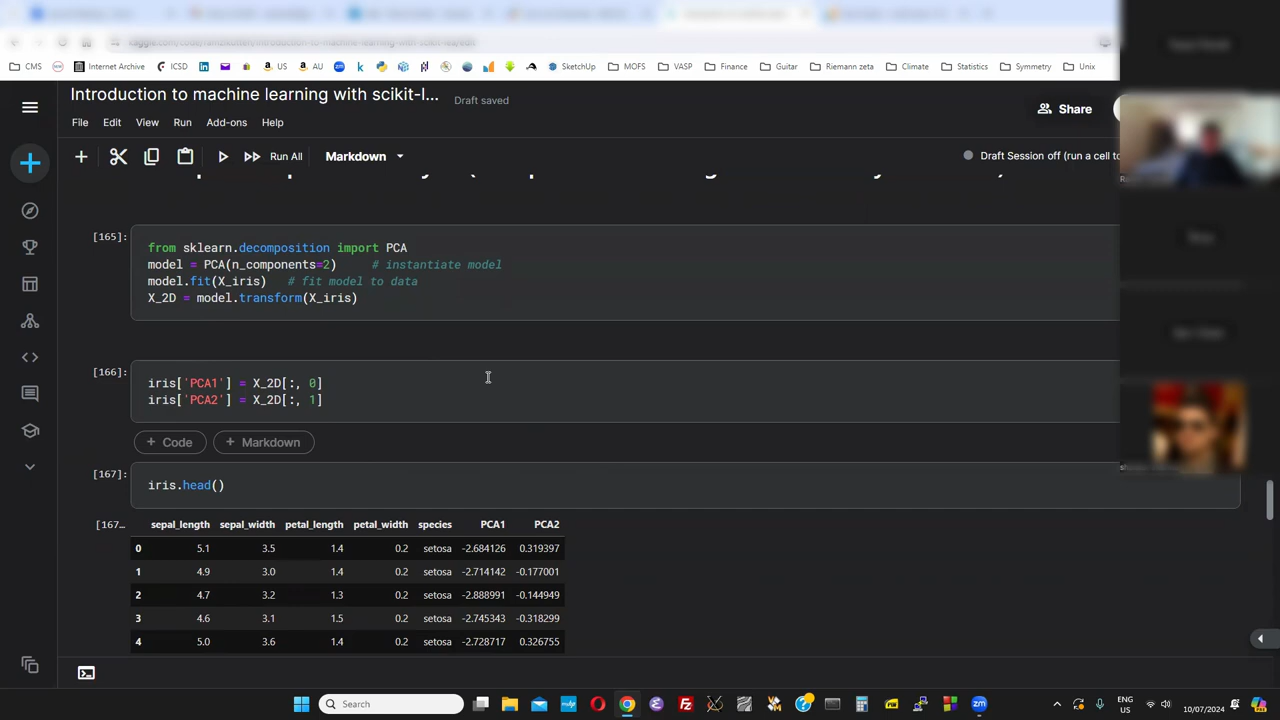 CMS
Internet Archive
ICSD
US
AU
SketchUp
MOFS
VASP
Finance
Guitar
Riemann zeta
Climate
Statistics
Symmetry
Unix
Introduction to machine learning with scikit-l...
Draft saved
Share
File Edit View Run Add-ons Help
Run All
Markdown
Draft Session off (run a cell to
[165]:
from sklearn.decomposition import PCA
model = PCA(n_components=2) # instantiate model
model.fit(X_iris) # fit model to data
X_2D = model.transform(X_iris)
[166]:
iris['PCA1'] = X_2D[:, 0]
iris['PCA2'] = X_2D[:, 1]
+ Code + Markdown
[167]:
iris.head()
[167...
sepal_length sepal_width petal_length petal_width species PCA1 PCA2
0 5.1 3.5 1.4 0.2 setosa -2.684126 0.319397
1 4.9 3.0 1.4 0.2 setosa -2.714142 -0.177001
2 4.7 3.2 1.3 0.2 setosa -2.888991 -0.144949
3 4.6 3.1 1.5 0.2 setosa -2.745343 -0.318299
4 5.0 3.6 1.4 0.2 setosa -2.728717 0.326755
Search
ENG
US
10/07/2024